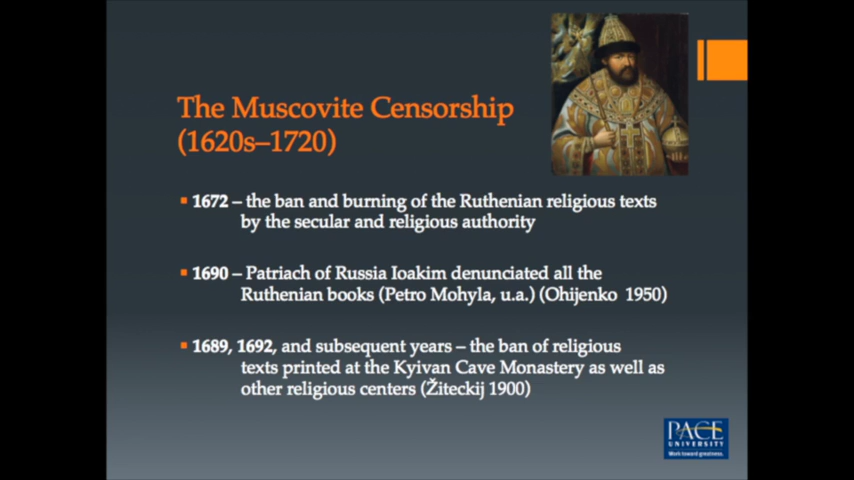 The Muscovite Censorship
(1620s–1720)
1672 – the ban and burning of the Ruthenian religious texts
by the secular and religious authority
1690 – Patriach of Russia Ioakim denunciated all the
Ruthenian books (Petro Mohyla, u.a.) (Ohijenko 1950)
1689, 1692, and subsequent years – the ban of religious
texts printed at the Kyivan Cave Monastery as well as
other religious centers (Žiteckij 1900)
PACE
UNIVERSITY
Work toward greatness.